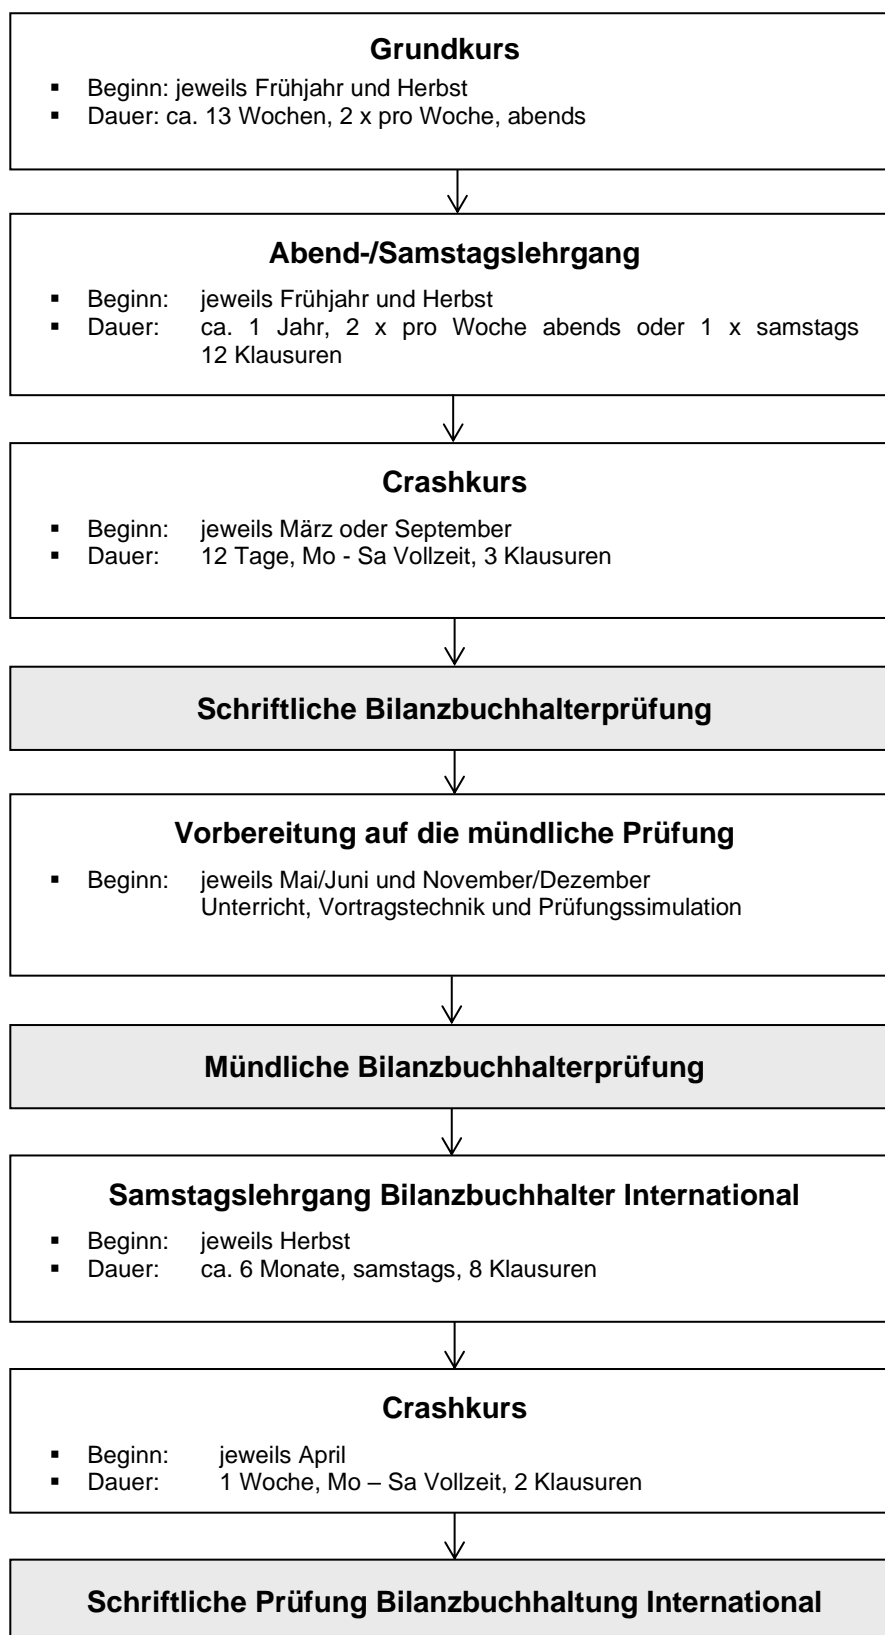 Grundkurs
▪ Beginn: jeweils Frühjahr und Herbst
▪ Dauer: ca. 13 Wochen, 2 x pro Woche, abends
Abend-/Samstagslehrgang
▪ Beginn: jeweils Frühjahr und Herbst
▪ Dauer: ca. 1 Jahr, 2 x pro Woche abends oder 1 x samstags
12 Klausuren
Crashkurs
▪ Beginn: jeweils März oder September
▪ Dauer: 12 Tage, Mo - Sa Vollzeit, 3 Klausuren
Schriftliche Bilanzbuchhalterprüfung
Vorbereitung auf die mündliche Prüfung
▪ Beginn: jeweils Mai/Juni und November/Dezember
Unterricht, Vortragstechnik und Prüfungssimulation
Mündliche Bilanzbuchhalterprüfung
Samstagslehrgang Bilanzbuchhalter International
▪ Beginn: jeweils Herbst
▪ Dauer: ca. 6 Monate, samstags, 8 Klausuren
Crashkurs
▪ Beginn: jeweils April
▪ Dauer: 1 Woche, Mo – Sa Vollzeit, 2 Klausuren
Schriftliche Prüfung Bilanzbuchhaltung International